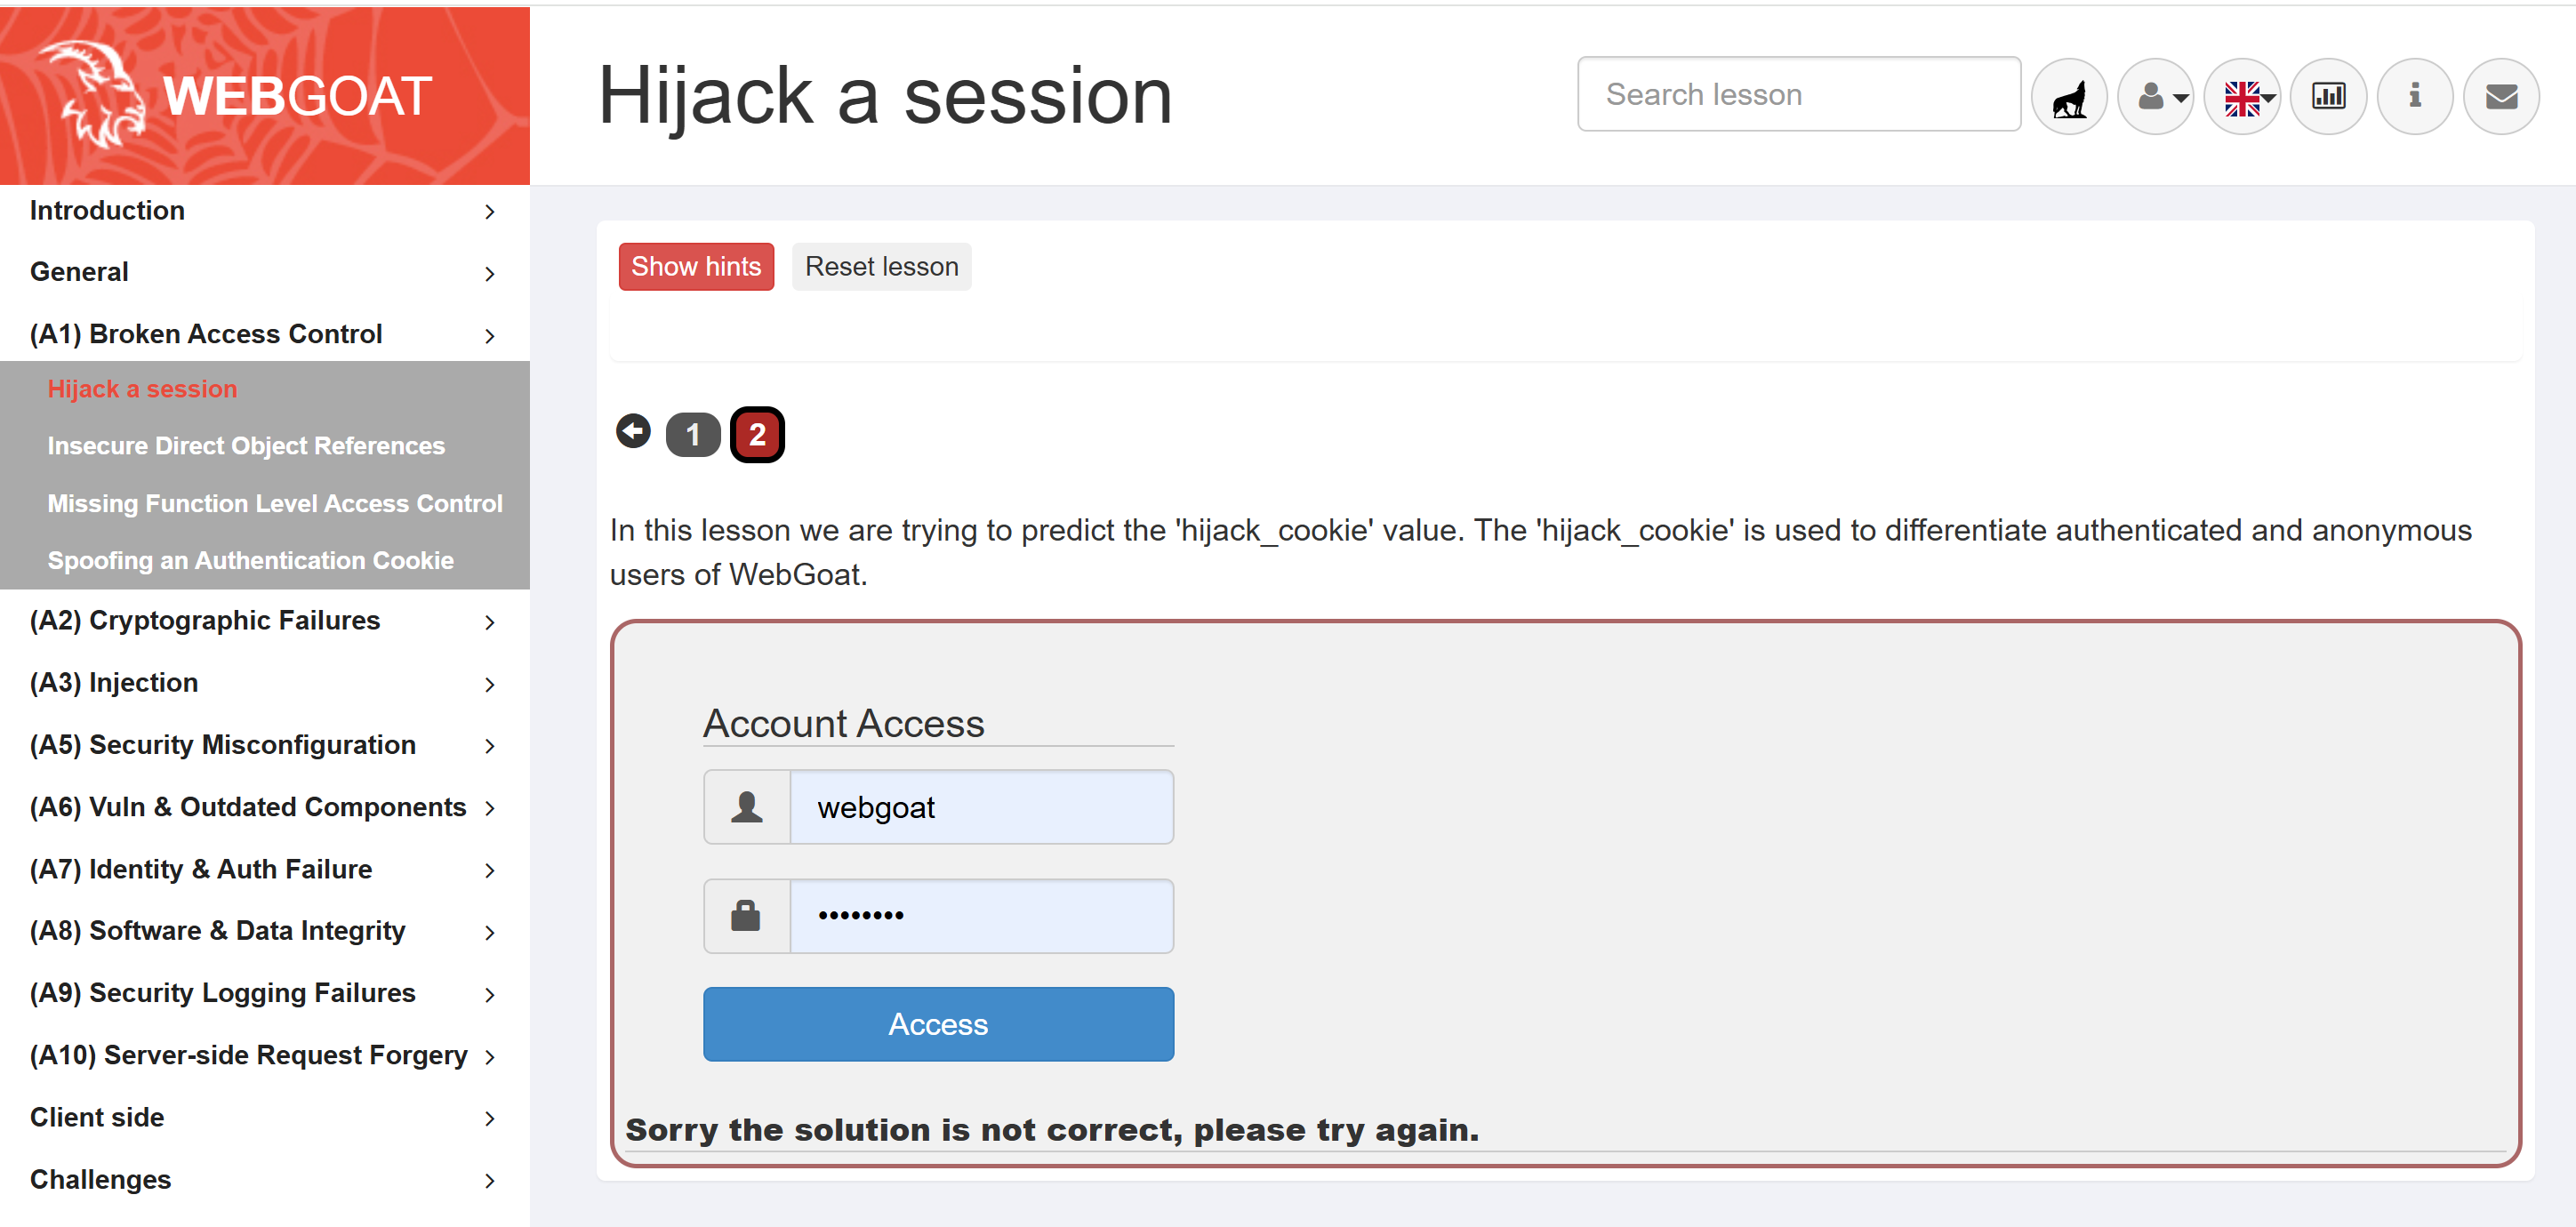 WEBGOAT
Hijack a session
Search lesson
Introduction
General
(A1) Broken Access Control
Hijack a session
Insecure Direct Object References
Missing Function Level Access Control
Spoofing an Authentication Cookie
(A2) Cryptographic Failures
(A3) Injection
(A5) Security Misconfiguration
(A6) Vuln & Outdated Components
(A7) Identity & Auth Failure
(A8) Software & Data Integrity
(A9) Security Logging Failures
(A10) Server-side Request Forgery
Client side
Challenges
Show hints
Reset lesson
1
2
In this lesson we are trying to predict the 'hijack_cookie' value. The 'hijack_cookie' is used to differentiate authenticated and anonymous
users of WebGoat.
Account Access
webgoat
••••••••
Access
Sorry the solution is not correct, please try again.